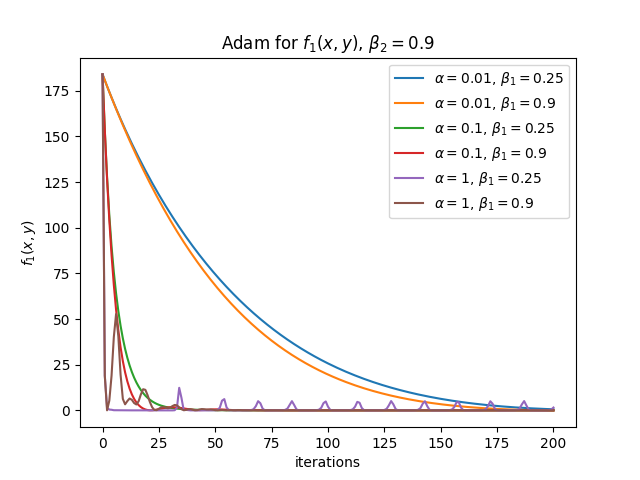 Adam for f₁(x, y), β₂ = 0.9
f₁(x, y)
175
150
125
100
75
50
25
0
α = 0.01, β₁ = 0.25
α = 0.01, β₁ = 0.9
α = 0.1, β₁ = 0.25
α = 0.1, β₁ = 0.9
α = 1, β₁ = 0.25
α = 1, β₁ = 0.9
0 25 50 75 100 125 150 175 200
iterations